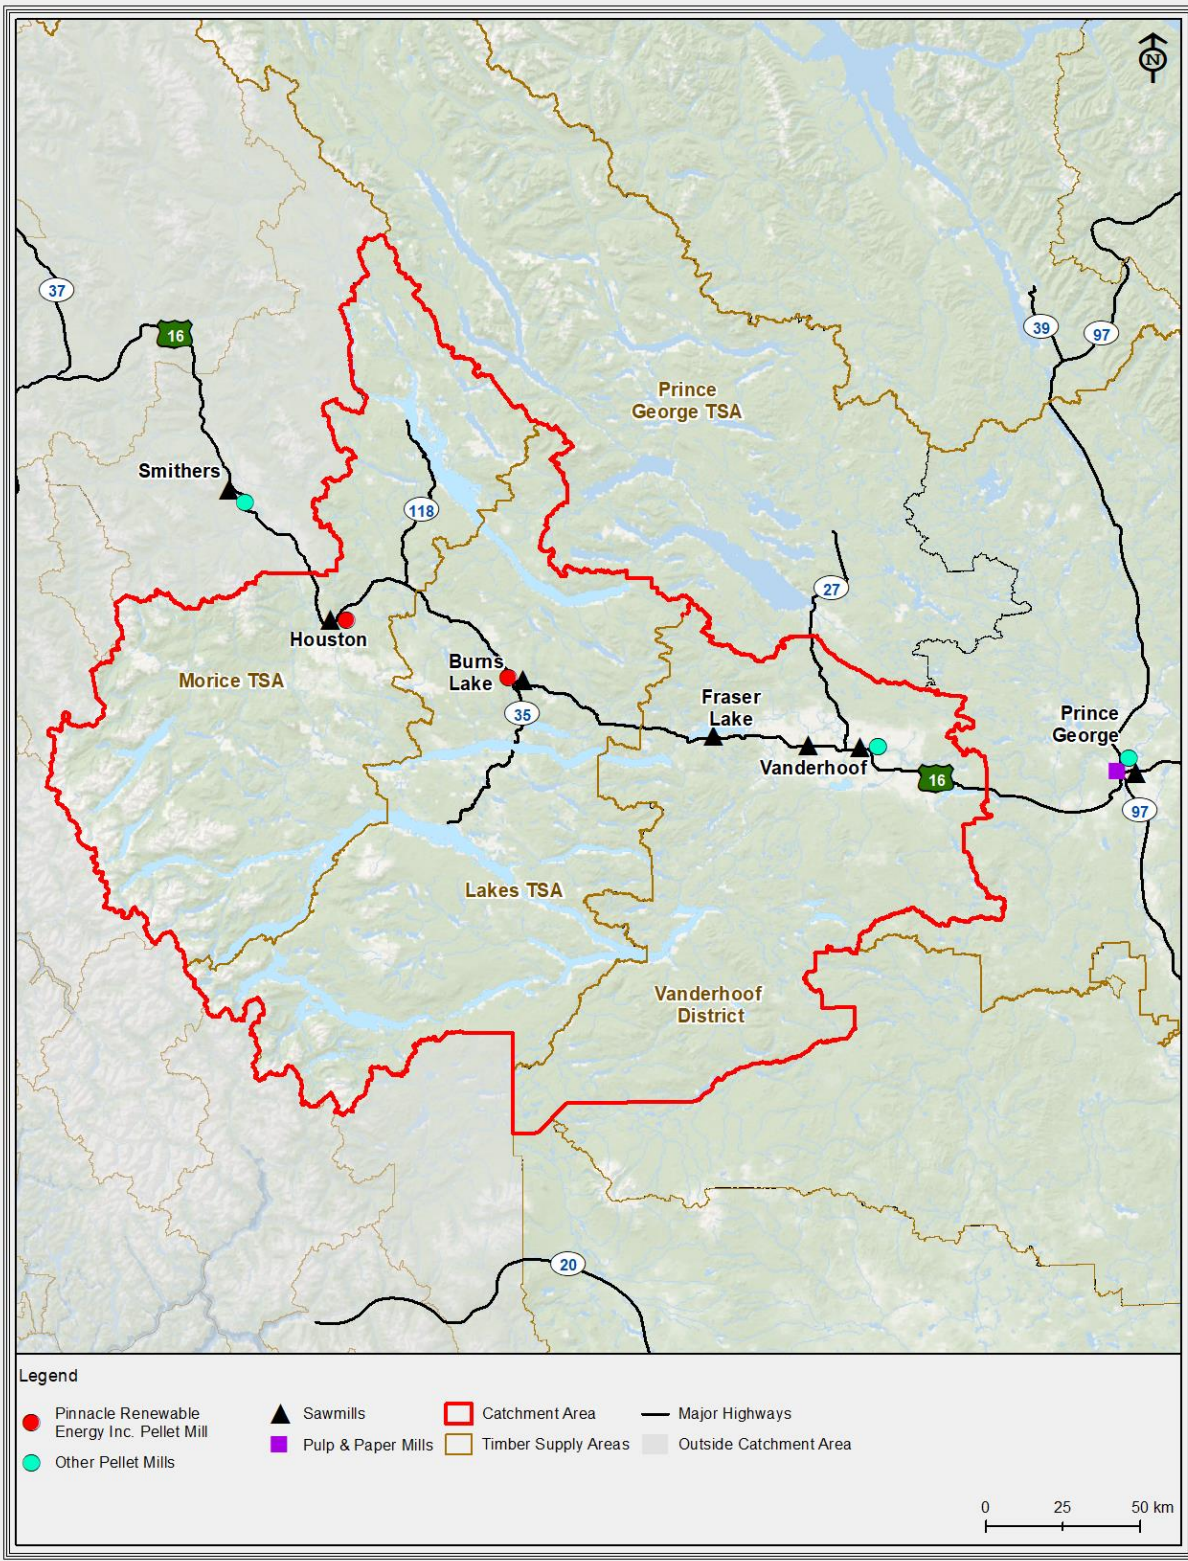 N
37
16
39
97
Prince
George TSA
Smithers
118
27
Houston
Morice TSA
Burns
Lake
35
Fraser
Lake
Prince
George
Vanderhoof
16
97
Lakes TSA
Vanderhoof
District
20
Legend
Pinnacle Renewable
Energy Inc. Pellet Mill
Other Pellet Mills
Sawmills
Pulp & Paper Mills
Catchment Area
Timber Supply Areas
Major Highways
Outside Catchment Area
0 25 50 km